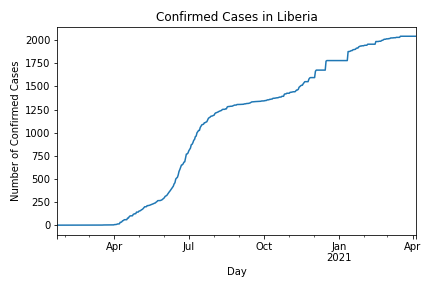 Confirmed Cases in Liberia
2000
1750
1500
1250
1000
750
500
250
0
Number of Confirmed Cases
Apr
Jul
Oct
Jan
2021
Apr
Day